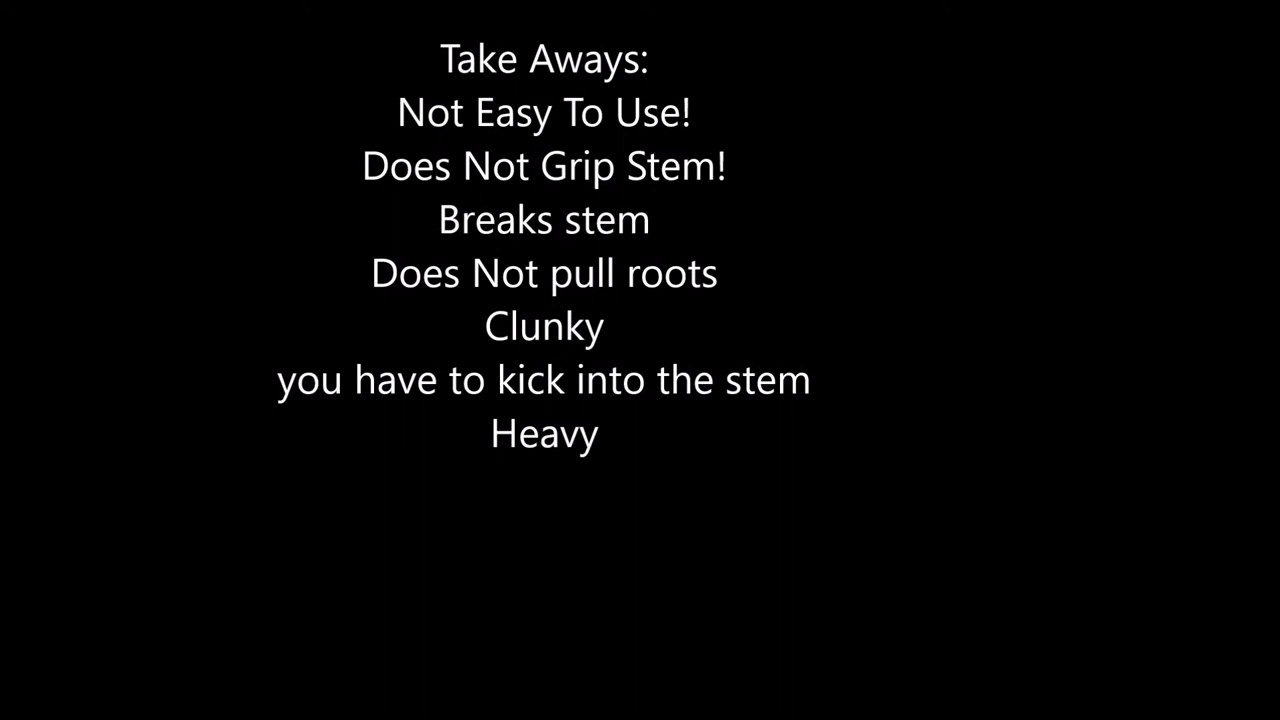 Take Aways:
Not Easy To Use!
Does Not Grip Stem!
Breaks stem
Does Not pull roots
Clunky
you have to kick into the stem
Heavy